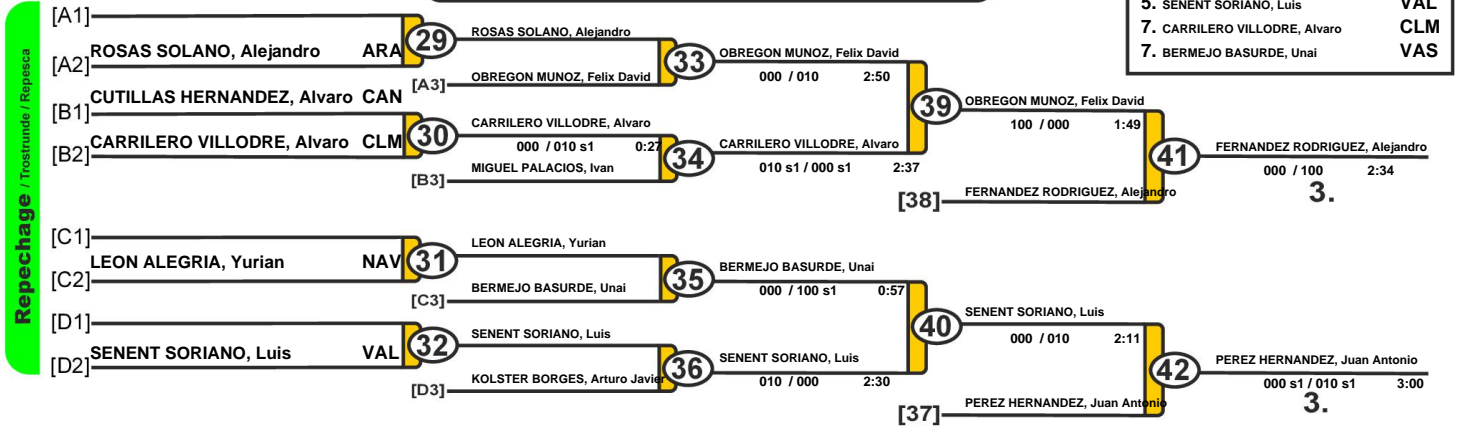 Repechage / Trostrunde / Repesca
5. SENENT SORIANO, Luis VAL
7. CARRILERO VILLODRE, Alvaro CLM
7. BERMEJO BASURDE, Unai VAS
[A1]
[A2] ROSAS SOLANO, Alejandro ARA
29
[B1] CUTILLAS HERNANDEZ, Alvaro CAN
[B2] CARRILERO VILLODRE, Alvaro CLM
30
[C1]
[C2] LEON ALEGRIA, Yurian NAV
31
[D1]
[D2] SENENT SORIANO, Luis VAL
32
ROSAS SOLANO, Alejandro
[A3] OBREGON MUNOZ, Felix David
33
CARRILERO VILLODRE, Alvaro
000 / 010 s1 0:27
[B3] MIGUEL PALACIOS, Ivan
34
LEON ALEGRIA, Yurian
[C3] BERMEJO BASURDE, Unai
35
SENENT SORIANO, Luis
[D3] KOLSTER BORGES, Arturo Javier
36
OBREGON MUNOZ, Felix David
000 / 010 2:50
39
CARRILERO VILLODRE, Alvaro
010 s1 / 000 s1 2:37
BERMEJO BASURDE, Unai
000 / 100 s1 0:57
40
SENENT SORIANO, Luis
010 / 000 2:30
OBREGON MUNOZ, Felix David
100 / 000 1:49
41
[38] FERNANDEZ RODRIGUEZ, Alejandro
SENENT SORIANO, Luis
000 / 010 2:11
42
[37] PEREZ HERNANDEZ, Juan Antonio
FERNANDEZ RODRIGUEZ, Alejandro
000 / 100 2:34
3.
PEREZ HERNANDEZ, Juan Antonio
000 s1 / 010 s1 3:00
3.